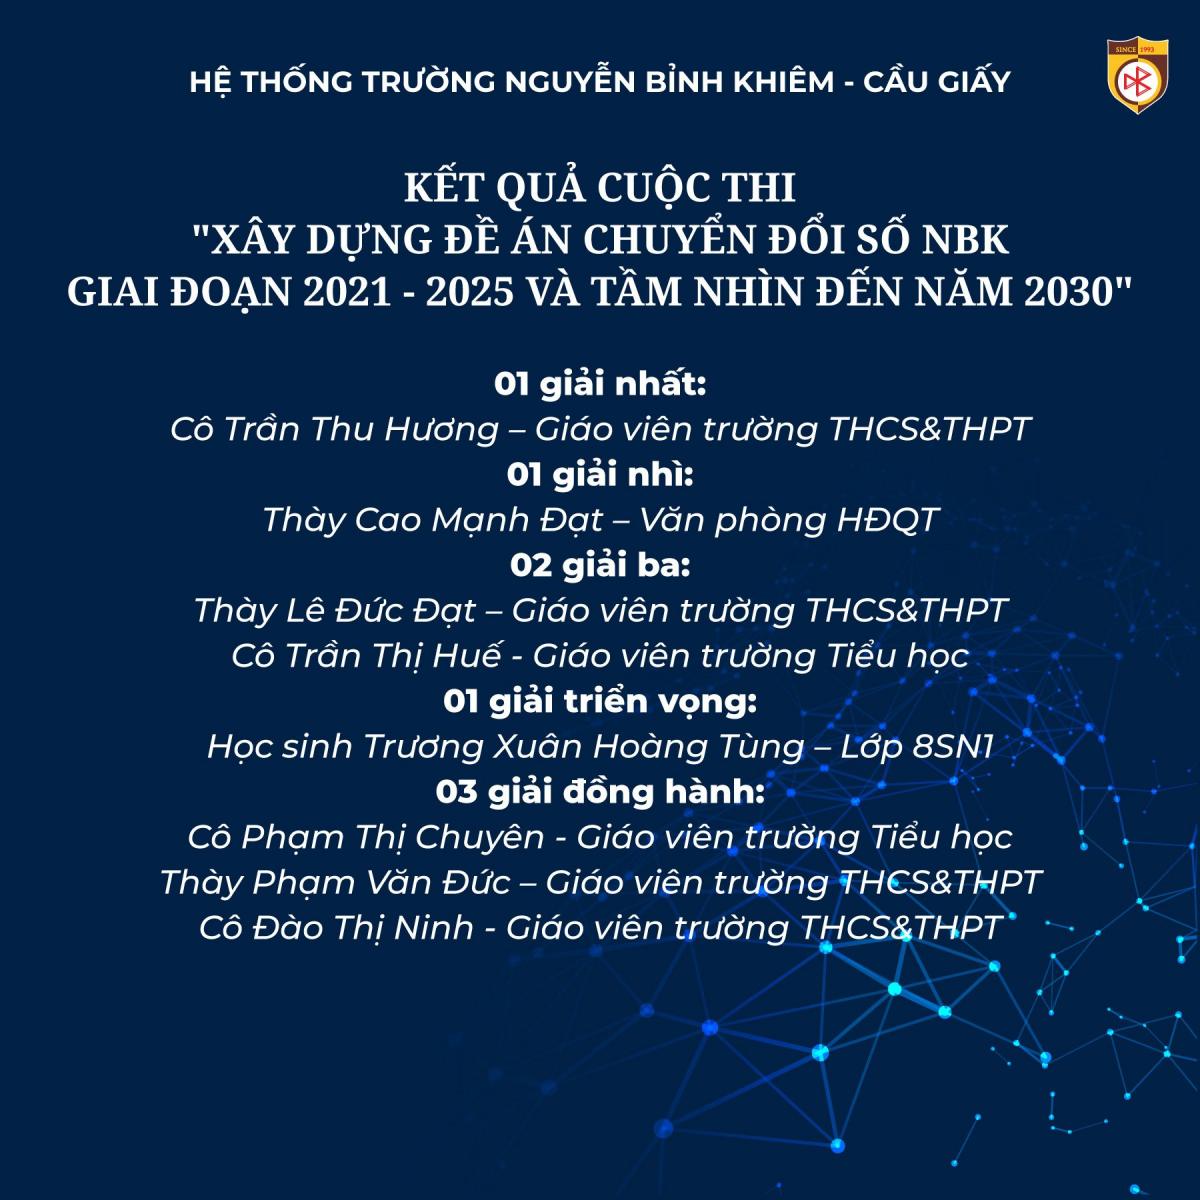 HỆ THỐNG TRƯỜNG NGUYỄN BỈNH KHIÊM - CẦU GIẤY
SINCE 1993
KẾT QUẢ CUỘC THI
"XÂY DỰNG ĐỀ ÁN CHUYỂN ĐỔI SỐ NBK
GIAI ĐOẠN 2021 - 2025 VÀ TẦM NHÌN ĐẾN NĂM 2030"
01 giải nhất:
Cô Trần Thu Hương – Giáo viên trường THCS&THPT
01 giải nhì:
Thày Cao Mạnh Đạt – Văn phòng HĐQT
02 giải ba:
Thày Lê Đức Đạt – Giáo viên trường THCS&THPT
Cô Trần Thị Huế - Giáo viên trường Tiểu học
01 giải triển vọng:
Học sinh Trương Xuân Hoàng Tùng – Lớp 8SN1
03 giải đồng hành:
Cô Phạm Thị Chuyên - Giáo viên trường Tiểu học
Thày Phạm Văn Đức – Giáo viên trường THCS&THPT
Cô Đào Thị Ninh - Giáo viên trường THCS&THPT